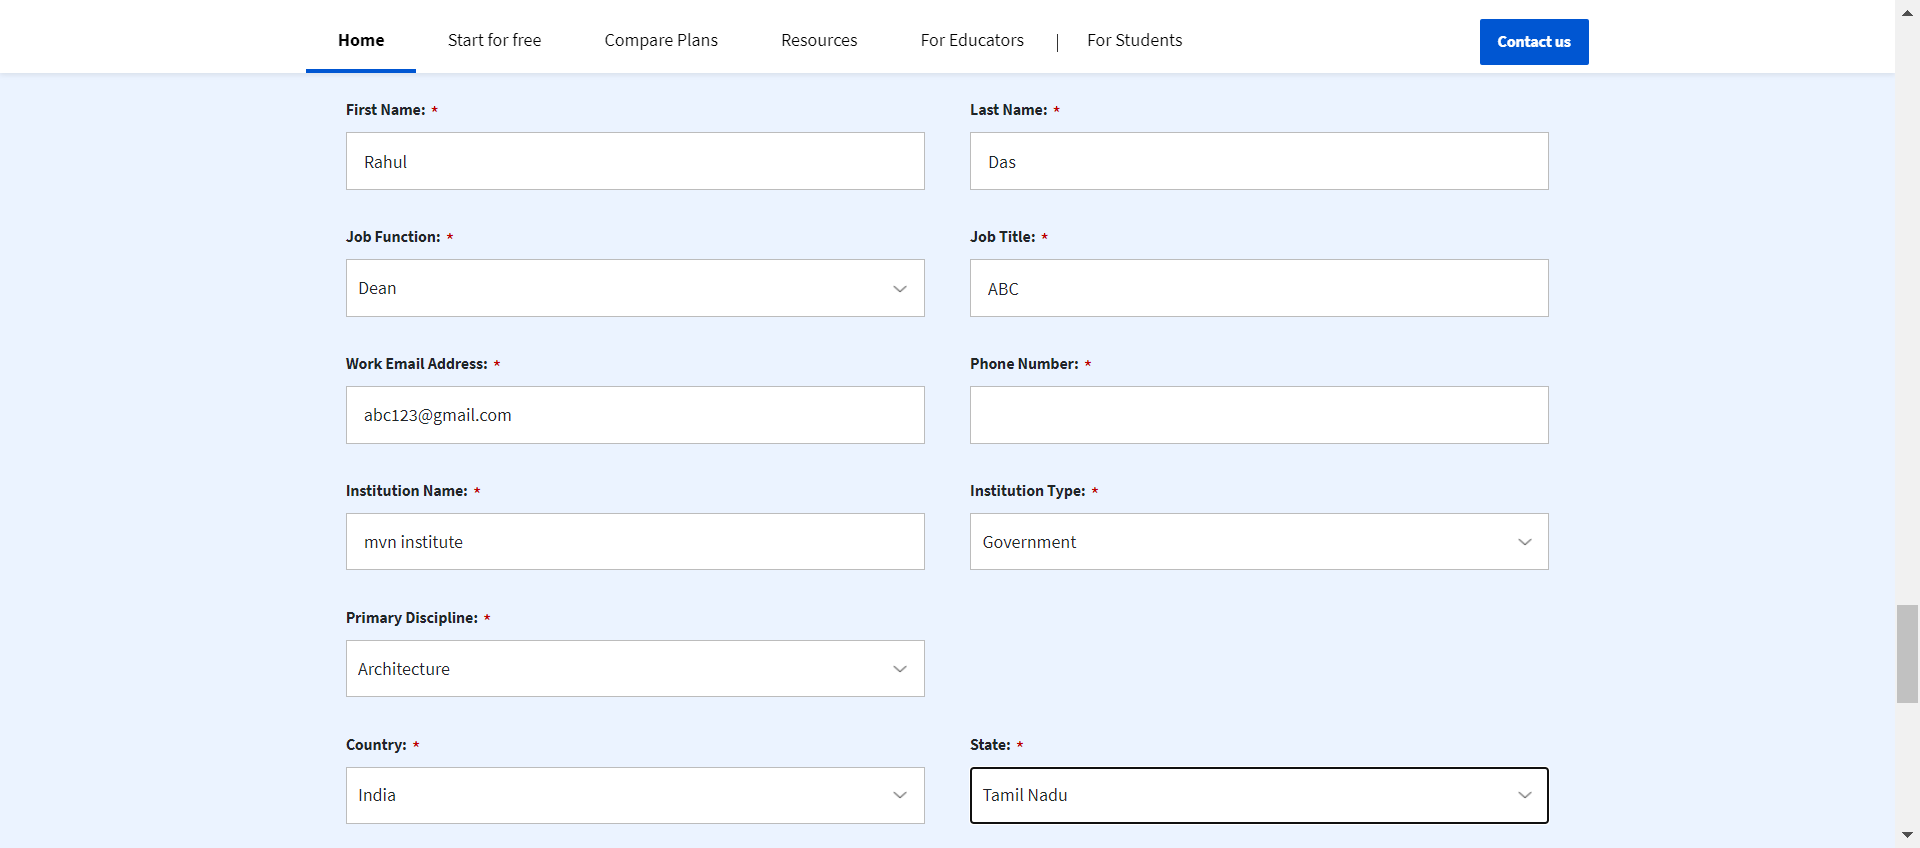 Home Start for free Compare Plans Resources For Educators | For Students Contact us
First Name: * Last Name: *
Rahul Das
Job Function: * Job Title: *
Dean ABC
Work Email Address: * Phone Number: *
abc123@gmail.com
Institution Name: * Institution Type: *
mvn institute Government
Primary Discipline: *
Architecture
Country: * State: *
India Tamil Nadu